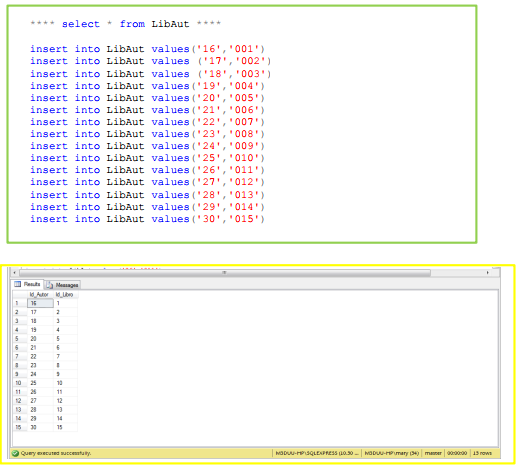 **** select * from LibAut ****
insert into LibAut values('16','001')
insert into LibAut values ('17','002')
insert into LibAut values ('18','003')
insert into LibAut values('19','004')
insert into LibAut values('20','005')
insert into LibAut values('21','006')
insert into LibAut values('22','007')
insert into LibAut values('23','008')
insert into LibAut values('24','009')
insert into LibAut values('25','010')
insert into LibAut values('26','011')
insert into LibAut values('27','012')
insert into LibAut values('28','013')
insert into LibAut values('29','014')
insert into LibAut values('30','015')
Results Messages
Id_Autor Id_Libro
1 16 1
2 17 2
3 18 3
4 19 4
5 20 5
6 21 6
7 22 7
8 23 8
9 24 9
10 25 10
11 26 11
12 27 12
13 28 13
14 29 14
15 30 15
Query executed successfully. M3DUU-HP\SQLEXPRESS (10.50 ... M3DUU-HP\mary (54) master 00:00:00 15 rows